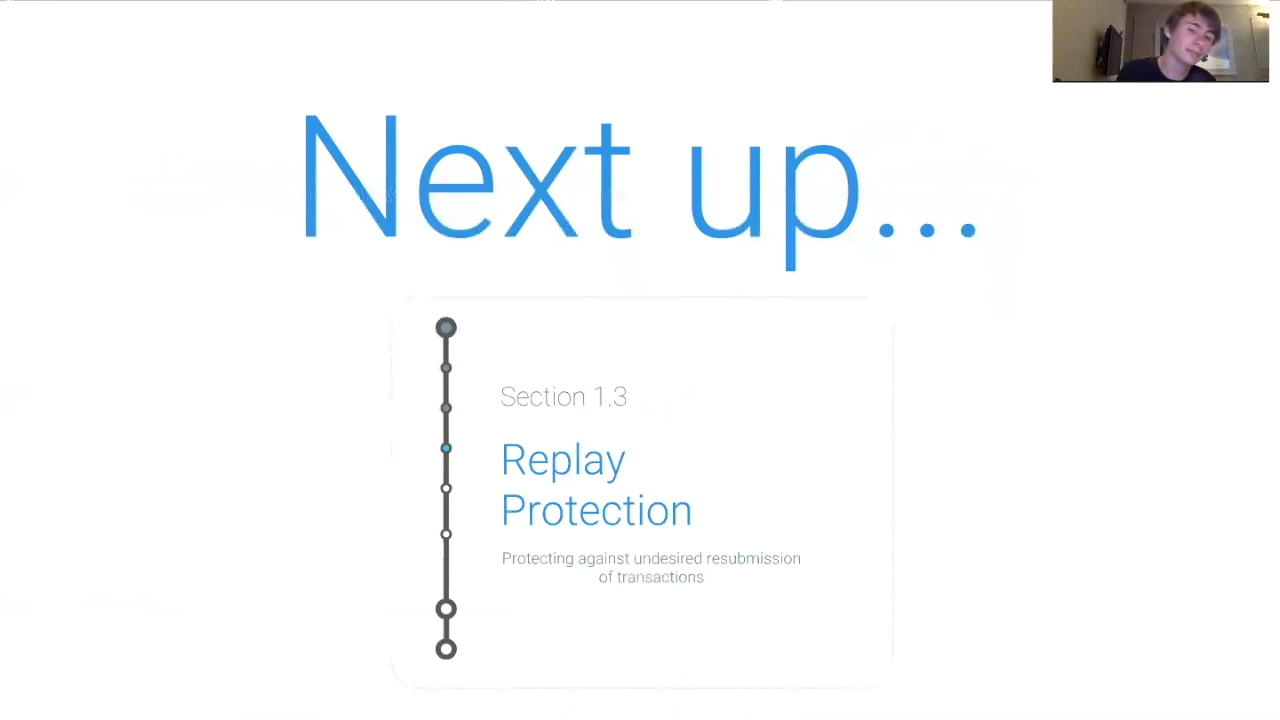 Next up...
Section 1.3
Replay
Protection
Protecting against undesired resubmission
of transactions